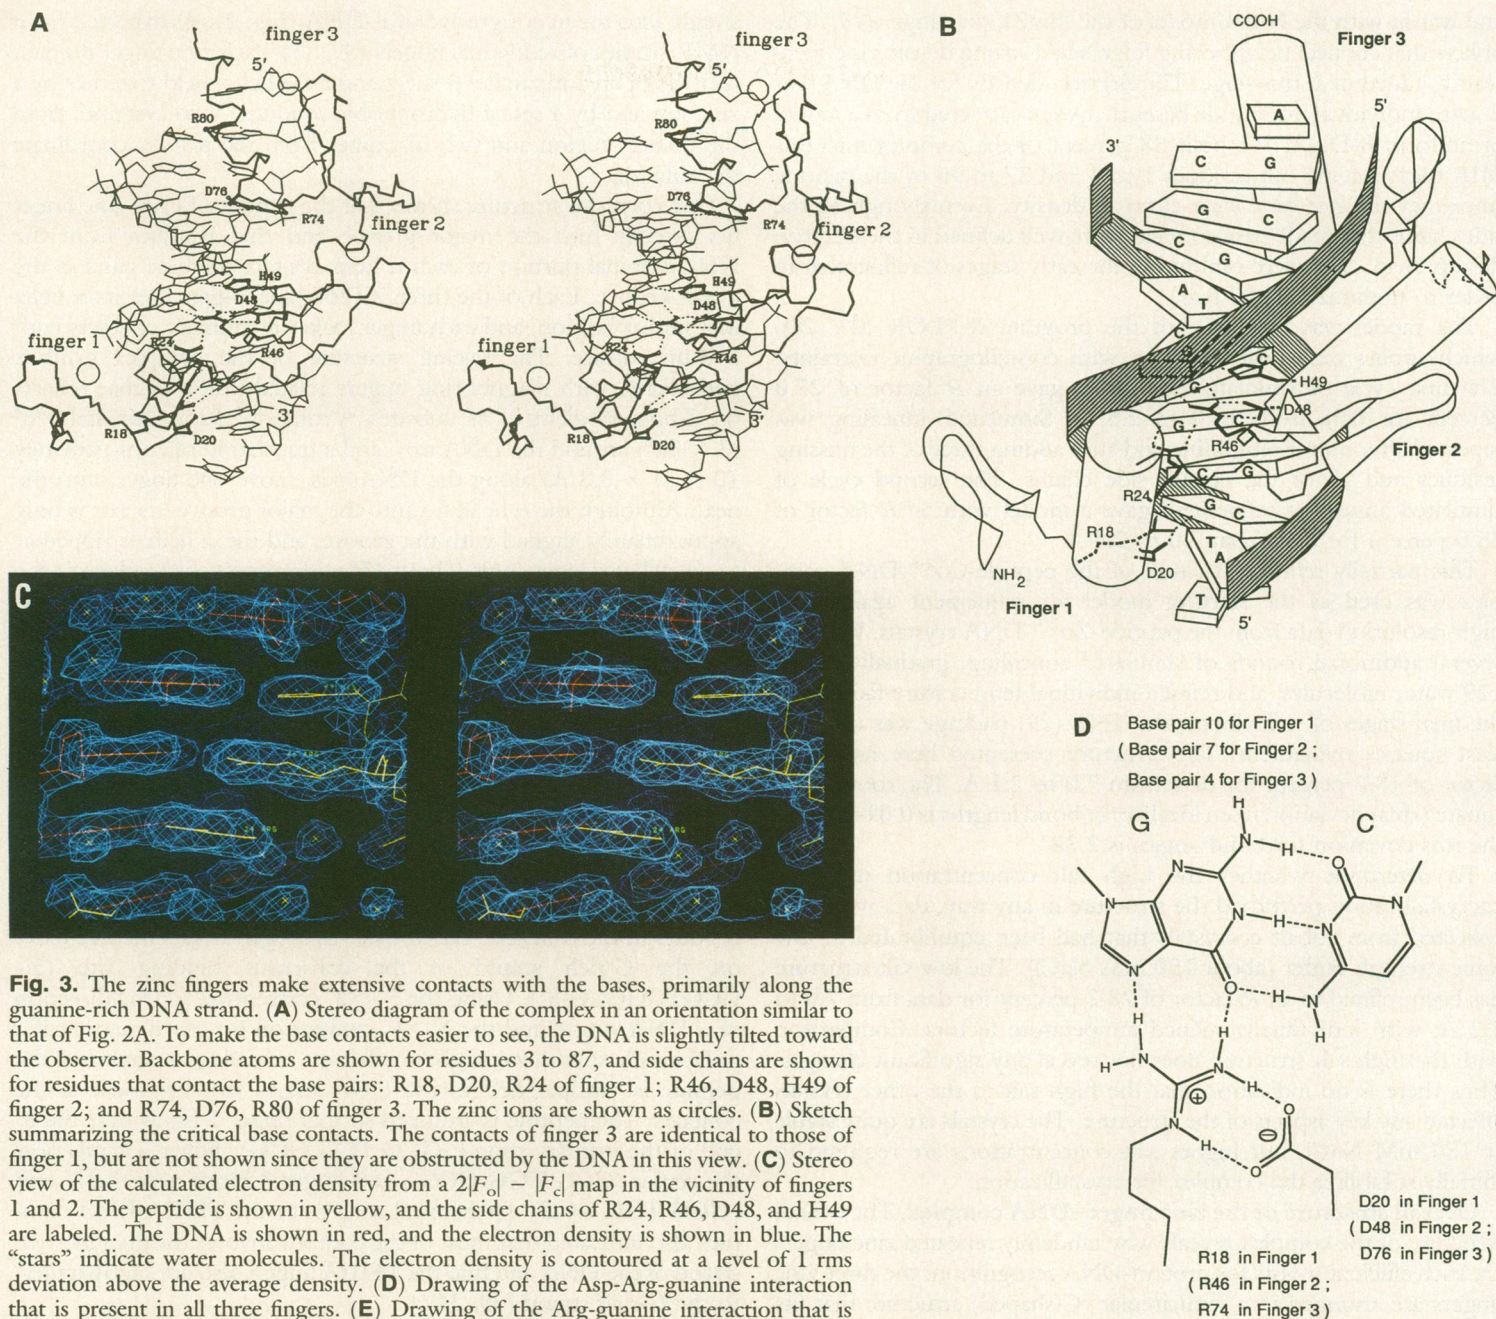 A
finger 3
5'
R80
D76
R74
finger 2
H49
D48
R24
R46
finger 1
3'
R18
D20
finger 3
5'
R80
D76
R74
finger 2
H49
D48
R24
R46
finger 1
3'
R18
D20
B
COOH
Finger 3
A
5'
3'
C G
G C
C G
A T
C
G C
G
H49
D48
G C
R46
Finger 2
C G
R24
G C
R18
T
A
D20
NH2
T
Finger 1
5'
C
24 ARG
24 ARG
D
Base pair 10 for Finger 1
( Base pair 7 for Finger 2 ;
Base pair 4 for Finger 3 )
G C
H
N H O
N
N N
N H N
N O H N
H H H
H N N H
⊕ O
⊖
N H O
D20 in Finger 1
( D48 in Finger 2 ;
D76 in Finger 3 )
R18 in Finger 1
( R46 in Finger 2 ;
R74 in Finger 3 )
Fig. 3. The zinc fingers make extensive contacts with the bases, primarily along the
guanine-rich DNA strand. (A) Stereo diagram of the complex in an orientation similar to
that of Fig. 2A. To make the base contacts easier to see, the DNA is slightly tilted toward
the observer. Backbone atoms are shown for residues 3 to 87, and side chains are shown
for residues that contact the base pairs: R18, D20, R24 of finger 1; R46, D48, H49 of
finger 2; and R74, D76, R80 of finger 3. The zinc ions are shown as circles. (B) Sketch
summarizing the critical base contacts. The contacts of finger 3 are identical to those of
finger 1, but are not shown since they are obstructed by the DNA in this view. (C) Stereo
view of the calculated electron density from a 2|Fo| − |Fc| map in the vicinity of fingers
1 and 2. The peptide is shown in yellow, and the side chains of R24, R46, D48, and H49
are labeled. The DNA is shown in red, and the electron density is shown in blue. The
"stars" indicate water molecules. The electron density is contoured at a level of 1 rms
deviation above the average density. (D) Drawing of the Asp-Arg-guanine interaction
that is present in all three fingers. (E) Drawing of the Arg-guanine interaction that is